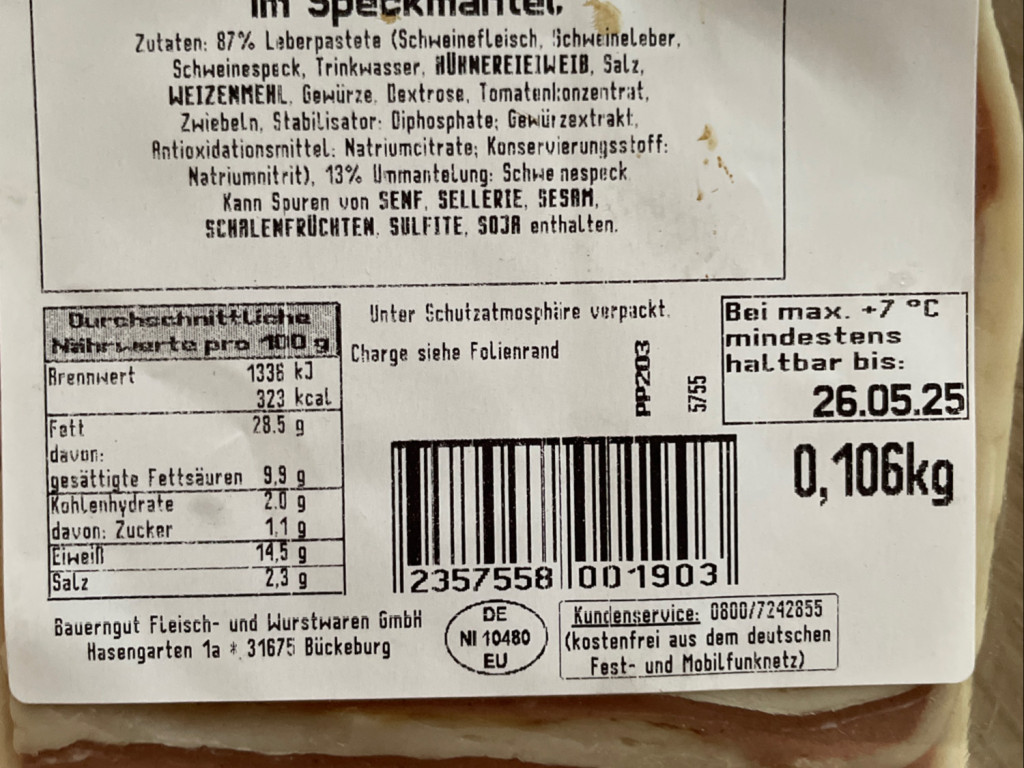 im Speckmantel,
Zutaten: 87% Leberpastete (Schweinefleisch, Schweineleber,
Schweinespeck, Trinkwasser, HÜHNEREIEIWEIß, Salz,
WEIZENMEHL, Gewürze, Dextrose, Tomatenkonzentrat,
Zwiebeln, Stabilisator: Diphosphate; Gewürzextrakt,
Antioxidationsmittel: Natriumcitrate; Konservierungsstoff:
Natriumnitrit), 13% Ummantelung: Schweinespeck
Kann Spuren von SENF, SELLERIE, SESAM,
SCHALENFRÜCHTEN, SULFITE, SOJA enthalten.
Durchschnittliche
Nährwerte pro 100 g
Brennwert 1336 kJ
323 kcal
Fett 28.5 g
davon:
gesättigte Fettsäuren 9,9 g
Kohlenhydrate 2.0 g
davon: Zucker 1,1 g
Eiweiß 14,5 g
Salz 2,3 g
Unter Schutzatmosphäre verpackt.
Charge siehe Folienrand
PP203
5755
Bei max. +7 °C
mindestens
haltbar bis:
26.05.25
0,106kg
2357558 001903
Bauerngut Fleisch- und Wurstwaren GmbH
Hasengarten 1a * 31675 Bückeburg
DE
NI 10480
EU
Kundenservice: 0800/7242855
(kostenfrei aus dem deutschen
Fest- und Mobilfunknetz)